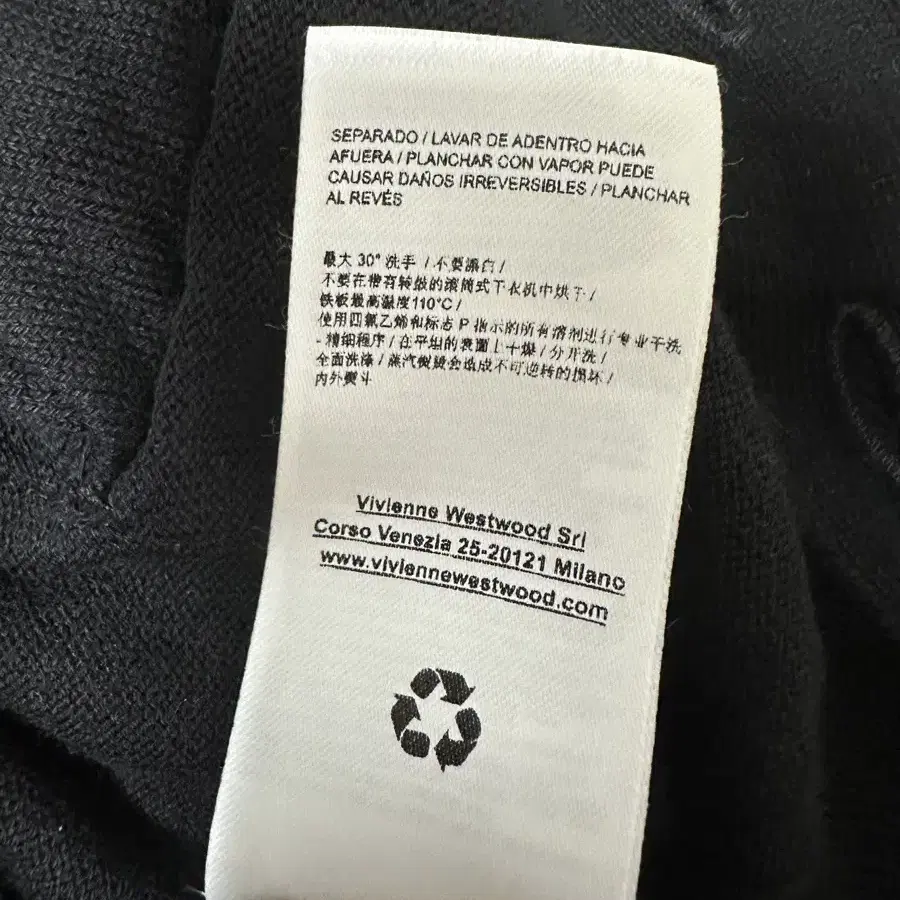 SEPARADO / LAVAR DE ADENTRO HACIA
AFUERA / PLANCHAR CON VAPOR PUEDE
CAUSAR DAÑOS IRREVERSIBLES / PLANCHAR
AL REVÉS
最大 30° 洗手 / 不要漂白 /
不要在带有转鼓的滚筒式干衣机中烘干 /
铁板最高温度110°C /
使用四氯乙烯和标志 P 指示的所有溶剂进行专业干洗
- 精细程序 / 在平坦的表面上干燥 / 分开洗 /
全面洗涤 / 蒸汽熨烫会造成不可逆转的损坏 /
内外熨斗
Vivienne Westwood Srl
Corso Venezia 25-20121 Milano
www.viviennewestwood.com